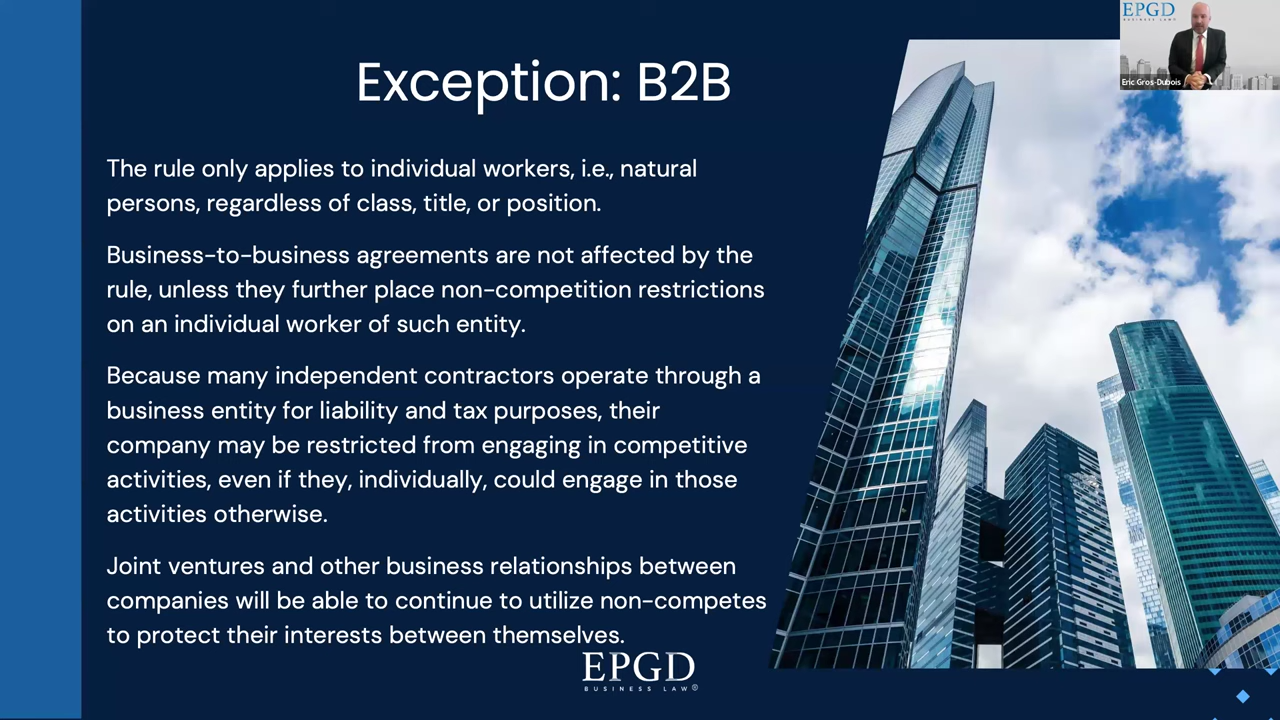 EPGD
BUSINESS LAW
Eric Gros-Dubois
Exception: B2B
The rule only applies to individual workers, i.e., natural
persons, regardless of class, title, or position.
Business-to-business agreements are not affected by the
rule, unless they further place non-competition restrictions
on an individual worker of such entity.
Because many independent contractors operate through a
business entity for liability and tax purposes, their
company may be restricted from engaging in competitive
activities, even if they, individually, could engage in those
activities otherwise.
Joint ventures and other business relationships between
companies will be able to continue to utilize non-competes
to protect their interests between themselves.
EPGD
BUSINESS LAW®